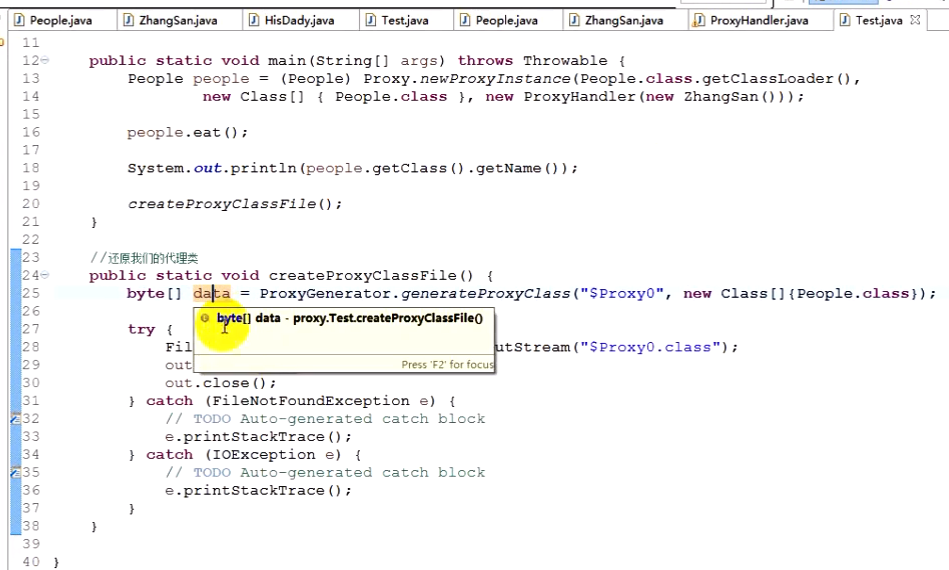 People.java ZhangSan.java HisDady.java Test.java People.java ZhangSan.java ProxyHandler.java Test.java
11
12 public static void main(String[] args) throws Throwable {
13 People people = (People) Proxy.newProxyInstance(People.class.getClassLoader(),
14 new Class[] { People.class }, new ProxyHandler(new ZhangSan()));
15
16 people.eat();
17
18 System.out.println(people.getClass().getName());
19
20 createProxyClassFile();
21 }
22
23 //还原我们的代理类
24 public static void createProxyClassFile() {
25 byte[] data = ProxyGenerator.generateProxyClass("$Proxy0", new Class[]{People.class});
26
byte[] data - proxy.Test.createProxyClassFile()
27 try {
28 Fil utStream("$Proxy0.class");
Press 'F2' for focus
29 out
30 out.close();
31 } catch (FileNotFoundException e) {
32 // TODO Auto-generated catch block
33 e.printStackTrace();
34 } catch (IOException e) {
35 // TODO Auto-generated catch block
36 e.printStackTrace();
37 }
38 }
39
40 }